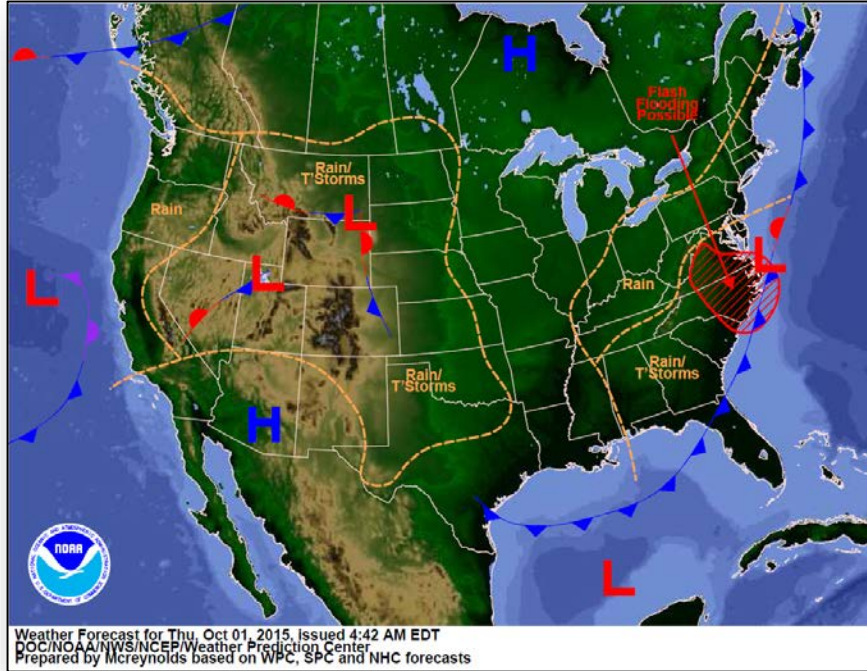 H
Flash
Flooding
Possible
Rain/
T'Storms
Rain
L
L
L
L
Rain
Rain/
T'Storms
Rain/
T'Storms
H
L
NOAA
Weather Forecast for Thu, Oct 01, 2015, issued 4:42 AM EDT
DOC/NOAA/NWS/NCEP/Weather Prediction Center
Prepared by Mcreynolds based on WPC, SPC and NHC forecasts